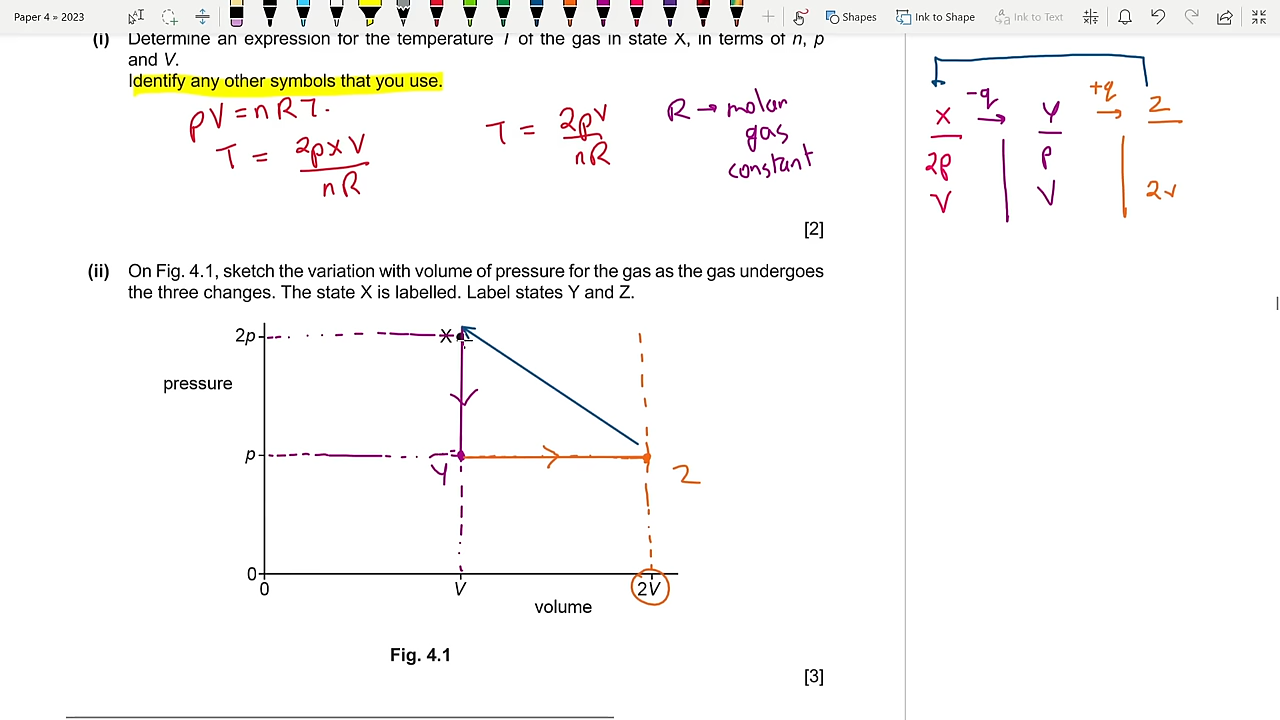 Paper 4 » 2023
Shapes
Ink to Shape
Ink to Text
(i) Determine an expression for the temperature T of the gas in state X, in terms of n, p
and V.
Identify any other symbols that you use.
pV = nRT.
T = 2p×V
nR
T = 2pV
nR
R → molar
gas
constant
[2]
X -q → Y +q → Z
2p p
V V 2V
(ii) On Fig. 4.1, sketch the variation with volume of pressure for the gas as the gas undergoes
the three changes. The state X is labelled. Label states Y and Z.
2p
X
pressure
p
Y
Z
0
0 V 2V
volume
Fig. 4.1
[3]